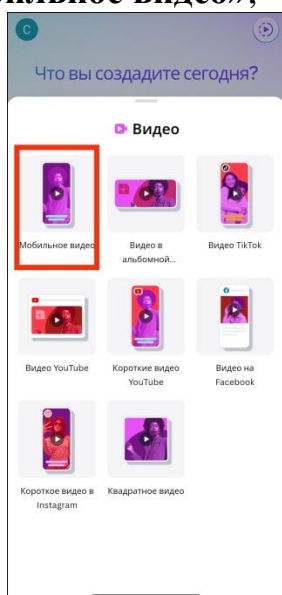 льное видео»,
C
Что вы создадите сегодня?
Видео
Мобильное видео
Видео в
альбомной...
Видео TikTok
Видео YouTube
Короткие видео
YouTube
Видео на
Facebook
Короткое видео в
Instagram
Квадратное видео